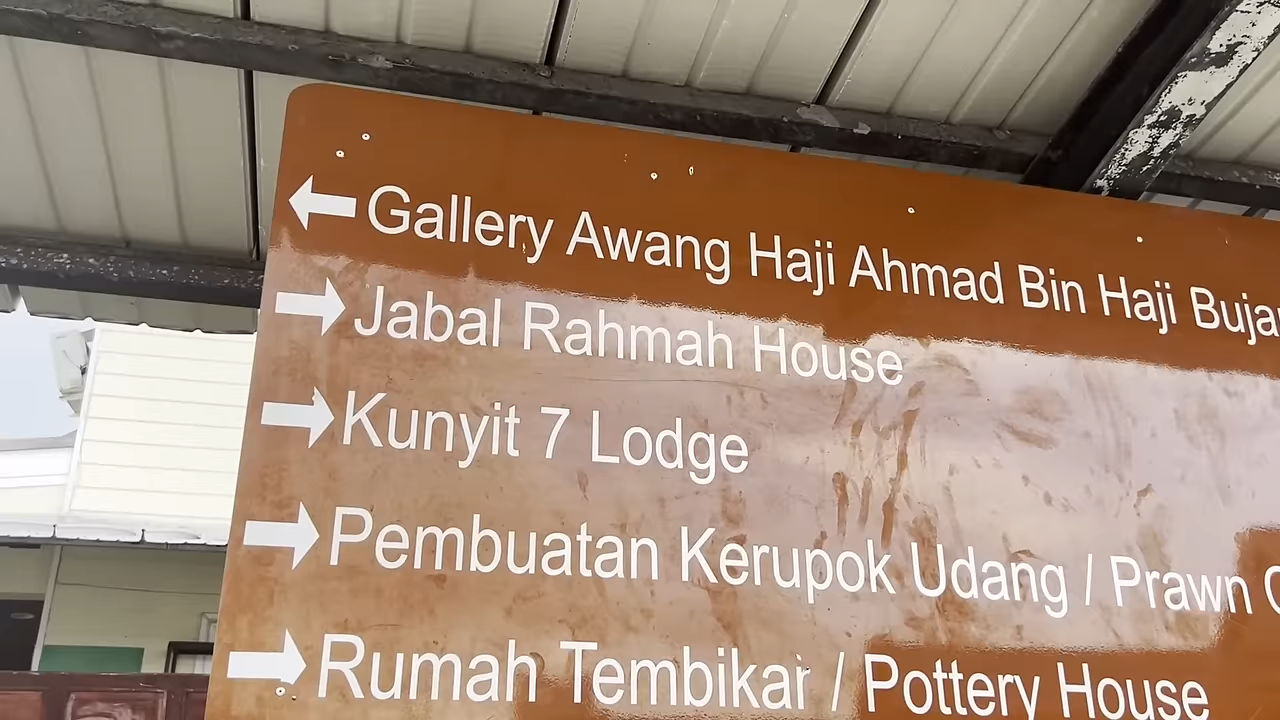 Gallery Awang Haji Ahmad Bin Haji
Jabal Rahmah House
Kunyit 7 Lodge
Pembuatan Kerupok Udang / Prawn
Rumah Tembikar / Pottery House